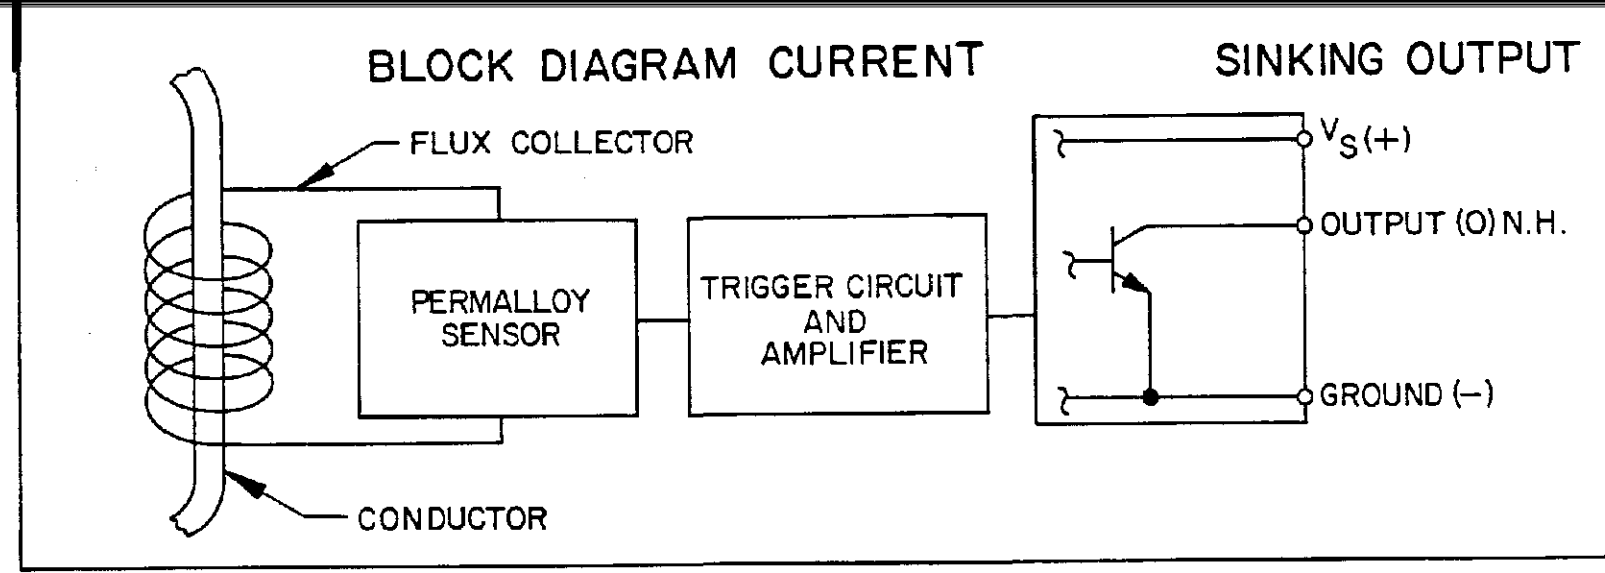 BLOCK DIAGRAM CURRENT SINKING OUTPUT
FLUX COLLECTOR
VS (+)
OUTPUT (O) N.H.
PERMALLOY
SENSOR
TRIGGER CIRCUIT
AND
AMPLIFIER
GROUND (-)
CONDUCTOR